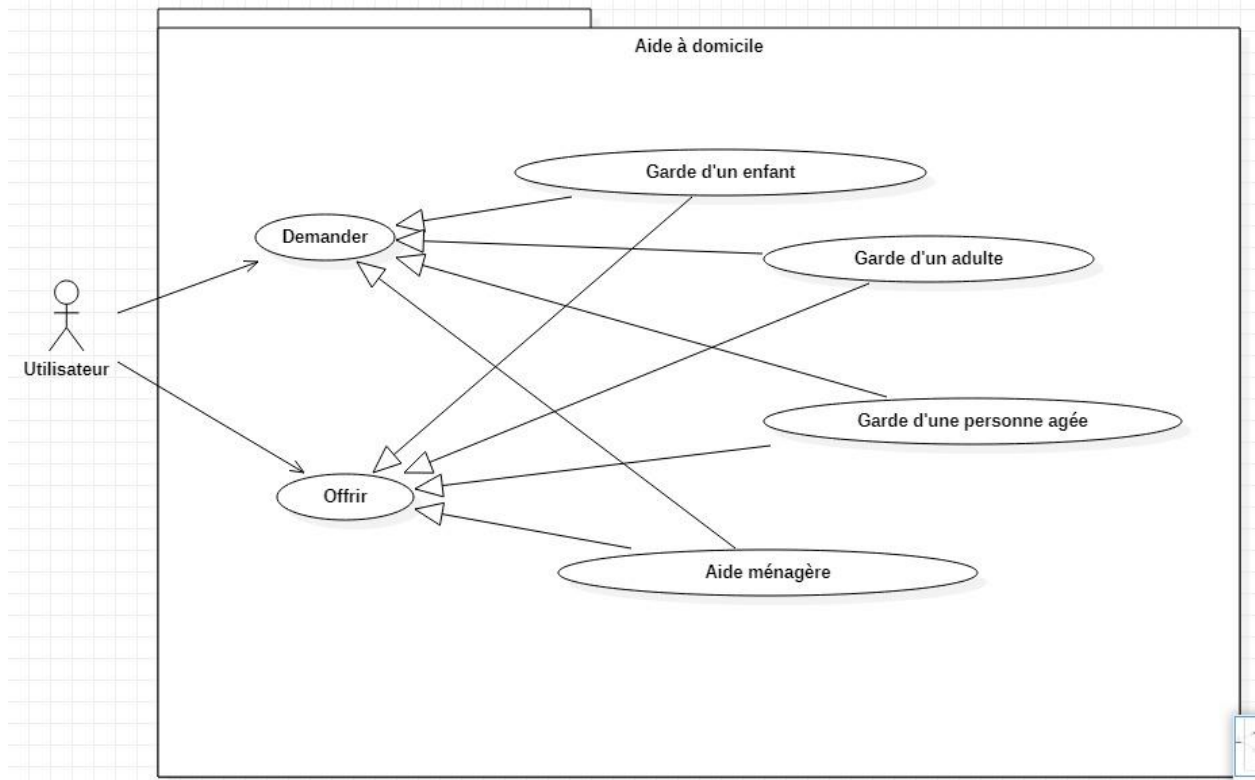 Aide à domicile
Garde d'un enfant
Demander
Garde d'un adulte
Utilisateur
Garde d'une personne agée
Offrir
Aide ménagère